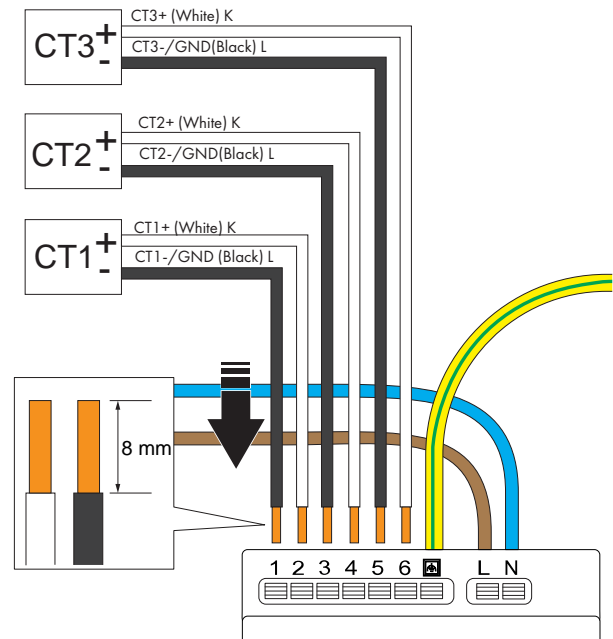 CT3+ (White) K
CT3 + -
CT3-/GND(Black) L
CT2+ (White) K
CT2 + -
CT2-/GND(Black) L
CT1+ (White) K
CT1 + -
CT1-/GND (Black) L
8 mm
1 2 3 4 5 6 L N